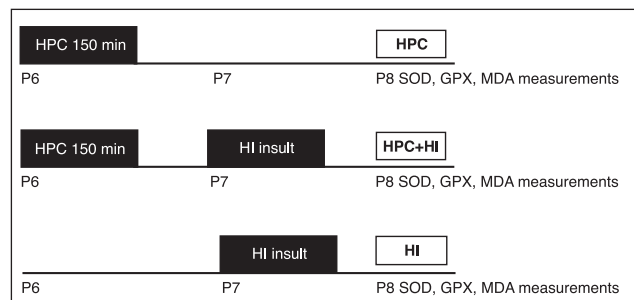 HPC 150 min HPC
P6 P7 P8 SOD, GPX, MDA measurements
HPC 150 min HI insult HPC+HI
P6 P7 P8 SOD, GPX, MDA measurements
HI insult HI
P6 P7 P8 SOD, GPX, MDA measurements